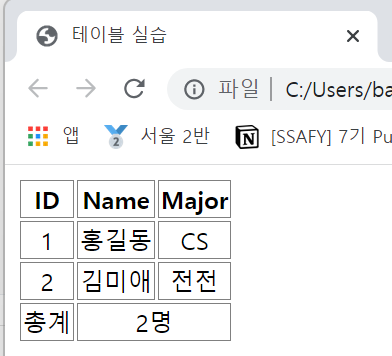 테이블 실습
파일 C:/Users/ba
앱 서울 2반 [SSAFY] 7기 Pu
ID Name Major
1 홍길동 CS
2 김미애 전전
총계 2명